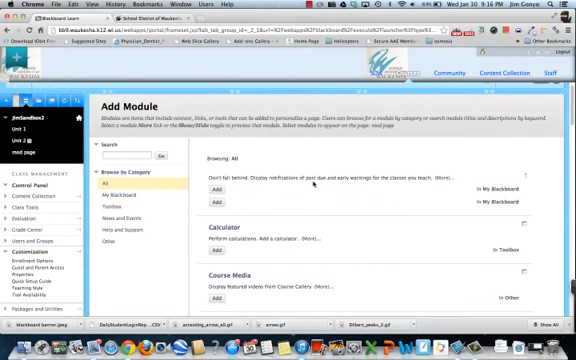 Chrome File Edit View History Bookmarks Window Help
Wed Jan 30 9:16 PM Jim Gonyo
Blackboard Learn
School District of Waukesha
Suggested Sites
Web Slice Gallery
Add-ons Gallery
Home
Helicopters
Bookmarks
Other Bookmarks
Logout
Community Content Collection Staff
JimSandbox2
Unit 1
Unit 2
mod page
CLASS MANAGEMENT
Control Panel
Content Collection
Class Tools
Evaluation
Grade Center
Users and Groups
Customization
Enrollment Options
Guest and Parent Access
Properties
Quick Setup Guide
Teaching Style
Tool Availability
Packages and Utilities
Add Module
Modules are items that include content, links, or tools that can be added to personalize a page. Users can browse for a module by category or search module titles and descriptions by keyword.
Select a module More link or the Show/Hide toggle to preview that module. Select modules to appear on the page: mod page
Search
Go
Browse by Category
All
My Blackboard
Toolbox
News and Events
Help and Support
Other
Browsing: All
Don't fall behind. Display notifications of past due and early warnings for the classes you teach. (More...)
Add
In My Blackboard
Add
In My Blackboard
Calculator
Perform calculations. Add a calculator. (More...)
Add
In Toolbox
Course Media
Display featured videos from Course Gallery (More...)
Add
In Other
blackboard banner.jpeg
arrow.gif
Show All